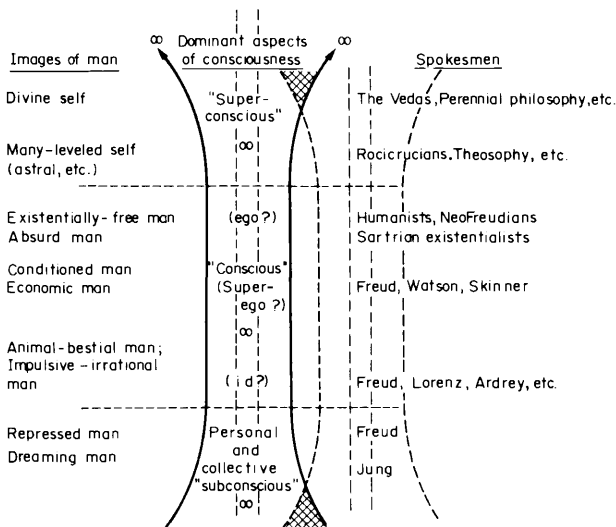 ∞ Dominant aspects ∞
Images of man of consciousness Spokesmen
Divine self "Super- The Vedas, Perennial philosophy, etc.
conscious"
Many-leveled self ∞ Rocicrucians. Theosophy, etc.
(astral, etc.)
Existentially-free man (ego?) Humanists, NeoFreudians
Absurd man Sartrian existentialists
Conditioned man "Conscious"
Economic man (Super- Freud, Watson, Skinner
ego?)
∞
Animal-bestial man;
Impulsive-irrational
man (id?) Freud, Lorenz, Ardrey, etc.
Repressed man Personal Freud
Dreaming man and
collective Jung
"subconscious"
∞